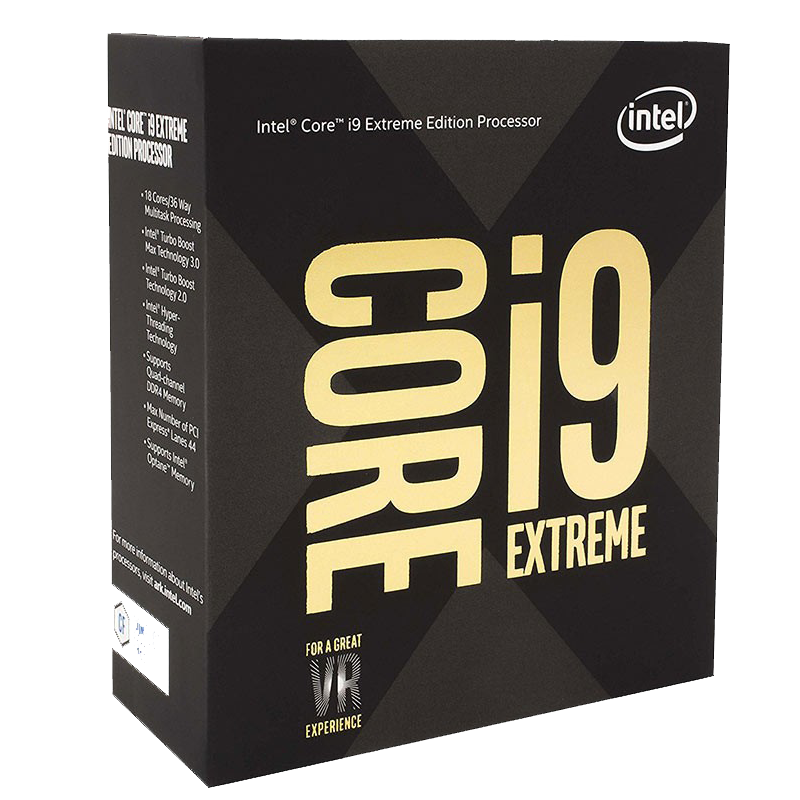 INTEL® CORE™ i9 EXTREME
EDITION PROCESSOR
• 18 Cores/36 Way
Multitask Processing
• Intel® Turbo Boost
Max Technology 3.0
• Intel® Turbo Boost
Technology 2.0
• Intel® Hyper-
Threading
Technology
• Supports
Quad-channel
DDR4 Memory
• Max Number of PCI
Express® Lanes 44
• Supports Intel®
Optane™ Memory
For more information about Intel's
processors, visit ark.intel.com
CF
Intel® Core™ i9 Extreme Edition Processor
intel®
CORE
i9
EXTREME
FOR A GREAT
VR
EXPERIENCE